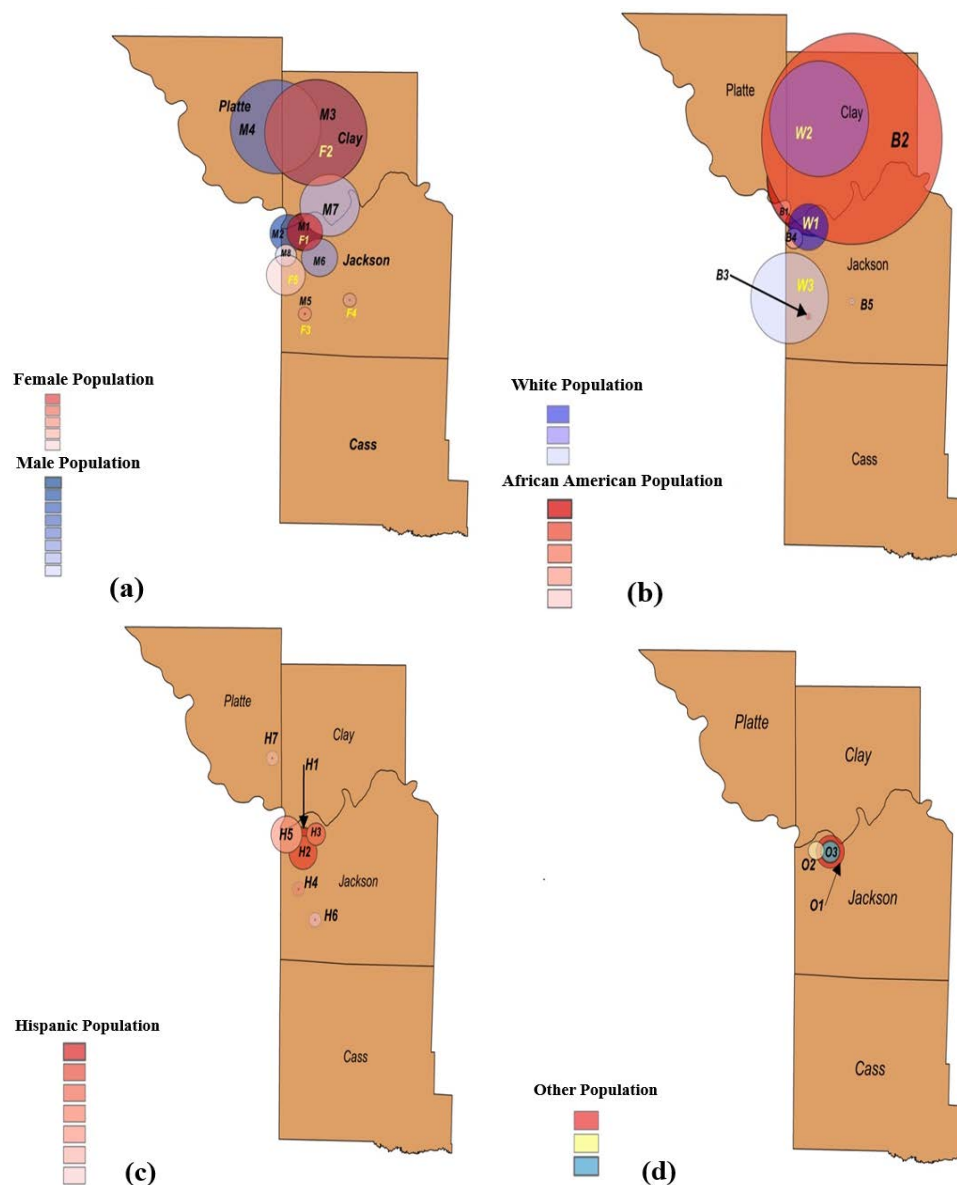 Platte
M4
M3
Clay
F2
M7
M2
M1
F1
M8
M6
Jackson
F5
M5
F3
F4
Cass
Female Population
Male Population
(a)
Platte
Clay
W2
B2
B1
W1
B4
Jackson
B3
W3
B5
Cass
White Population
African American Population
(b)
Platte
H7
Clay
H1
H5
H3
H2
H4
Jackson
H6
Cass
Hispanic Population
(c)
Platte
Clay
O2
O3
O1
Jackson
Cass
Other Population
(d)